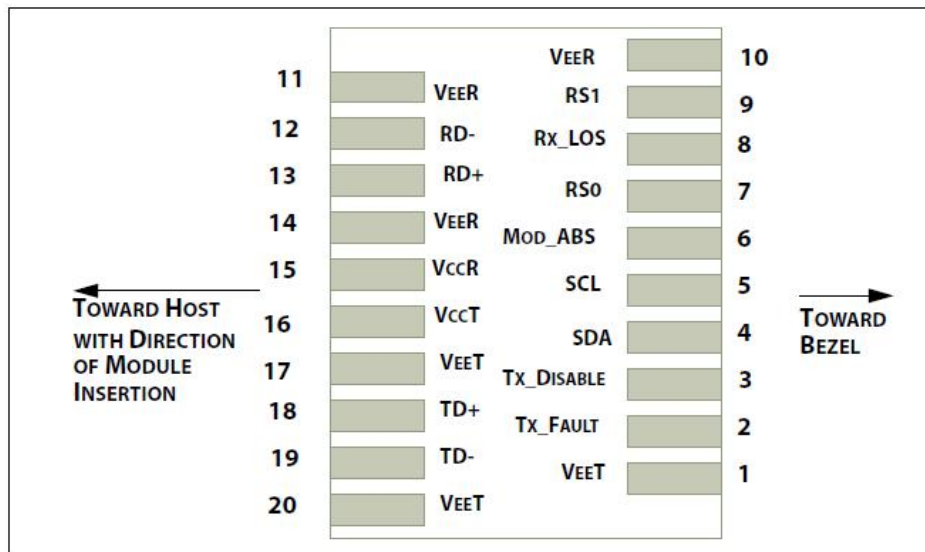 11 VEER
12 RD-
13 RD+
14 VEER
15 VCCR
16 VCCT
17 VEET
18 TD+
19 TD-
20 VEET
TOWARD HOST
WITH DIRECTION
OF MODULE
INSERTION
VEER 10
RS1 9
RX_LOS 8
RS0 7
MOD_ABS 6
SCL 5
SDA 4
TX_DISABLE 3
TX_FAULT 2
VEET 1
TOWARD
BEZEL